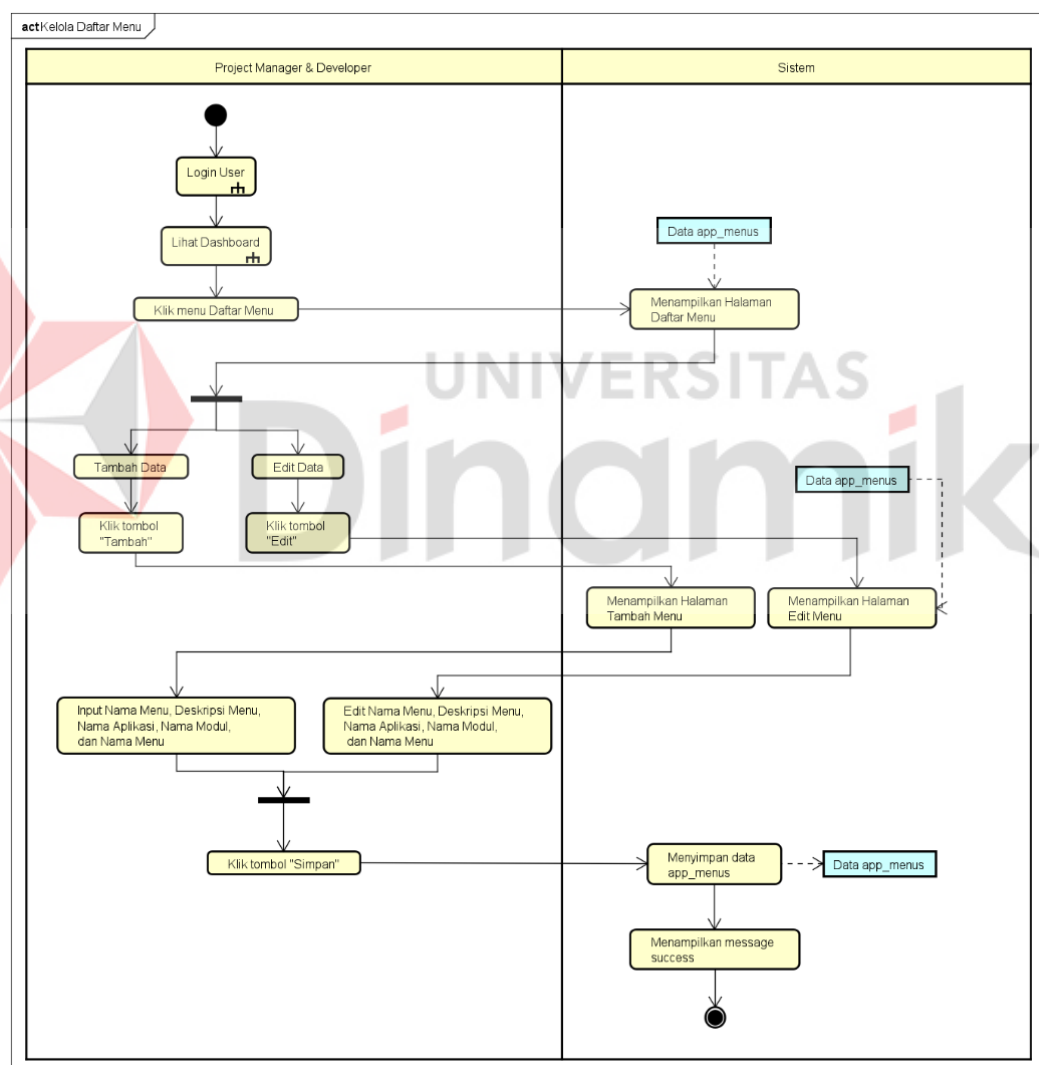 act Kelola Daftar Menu
Project Manager & Developer
Sistem
Login User
Lihat Dashboard
Data app_menus
Klik menu Daftar Menu
Menampilkan Halaman
Daftar Menu
UNIVERSITAS
Dinamika
Tambah Data
Edit Data
Data app_menus
Klik tombol
"Tambah"
Klik tombol
"Edit"
Menampilkan Halaman
Tambah Menu
Menampilkan Halaman
Edit Menu
Input Nama Menu, Deskripsi Menu,
Nama Aplikasi, Nama Modul,
dan Nama Menu
Edit Nama Menu, Deskripsi Menu,
Nama Aplikasi, Nama Modul,
dan Nama Menu
Klik tombol "Simpan"
Menyimpan data
app_menus
Data app_menus
Menampilkan message
success